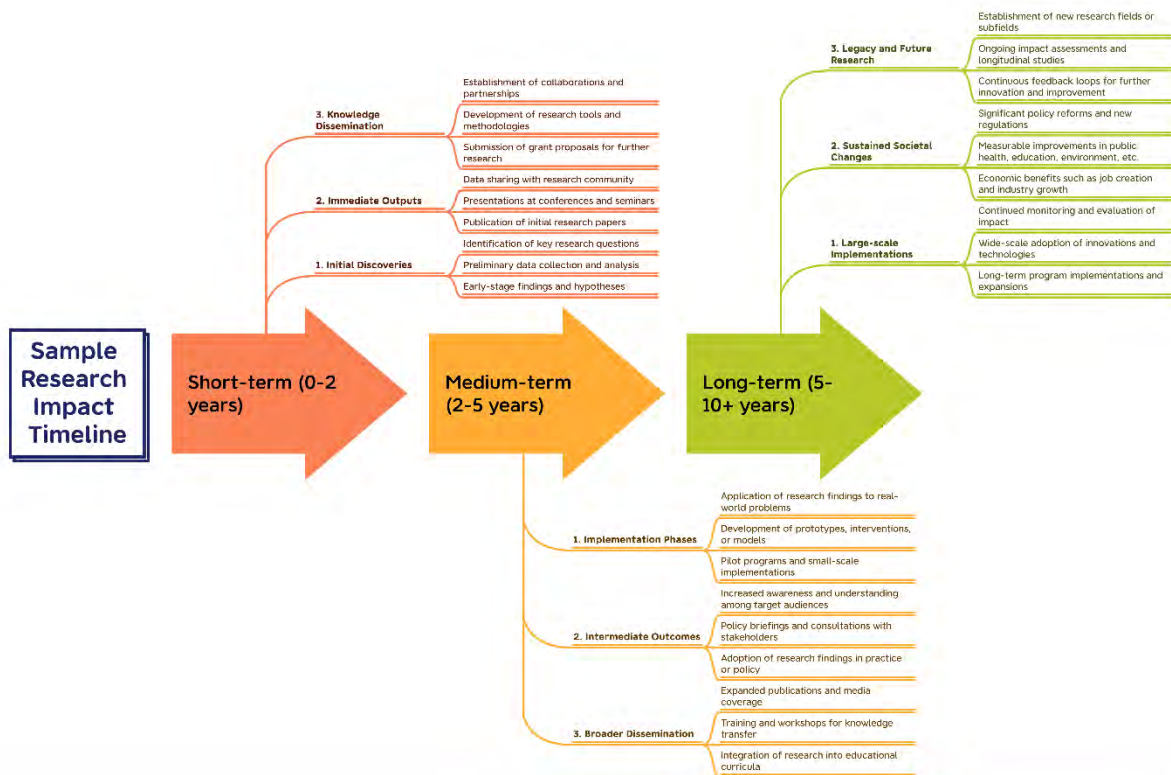 Sample
Research
Impact
Timeline
Short-term (0-2
years)
3. Knowledge
Dissemination
Establishment of collaborations and
partnerships
Development of research tools and
methodologies
Submission of grant proposals for further
research
2. Immediate Outputs
Data sharing with research community
Presentations at conferences and seminars
Publication of initial research papers
1. Initial Discoveries
Identification of key research questions
Preliminary data collection and analysis
Early-stage findings and hypotheses
Medium-term
(2-5 years)
1. Implementation Phases
Application of research findings to real-
world problems
Development of prototypes, interventions,
or models
Pilot programs and small-scale
implementations
2. Intermediate Outcomes
Increased awareness and understanding
among target audiences
Policy briefings and consultations with
stakeholders
Adoption of research findings in practice
or policy
3. Broader Dissemination
Expanded publications and media
coverage
Training and workshops for knowledge
transfer
Integration of research into educational
curricula
Long-term (5-
10+ years)
3. Legacy and Future
Research
Establishment of new research fields or
subfields
Ongoing impact assessments and
longitudinal studies
Continuous feedback loops for further
innovation and improvement
2. Sustained Societal
Changes
Significant policy reforms and new
regulations
Measurable improvements in public
health, education, environment, etc.
Economic benefits such as job creation
and industry growth
1. Large-scale
Implementations
Continued monitoring and evaluation of
impact
Wide-scale adoption of innovations and
technologies
Long-term program implementations and
expansions